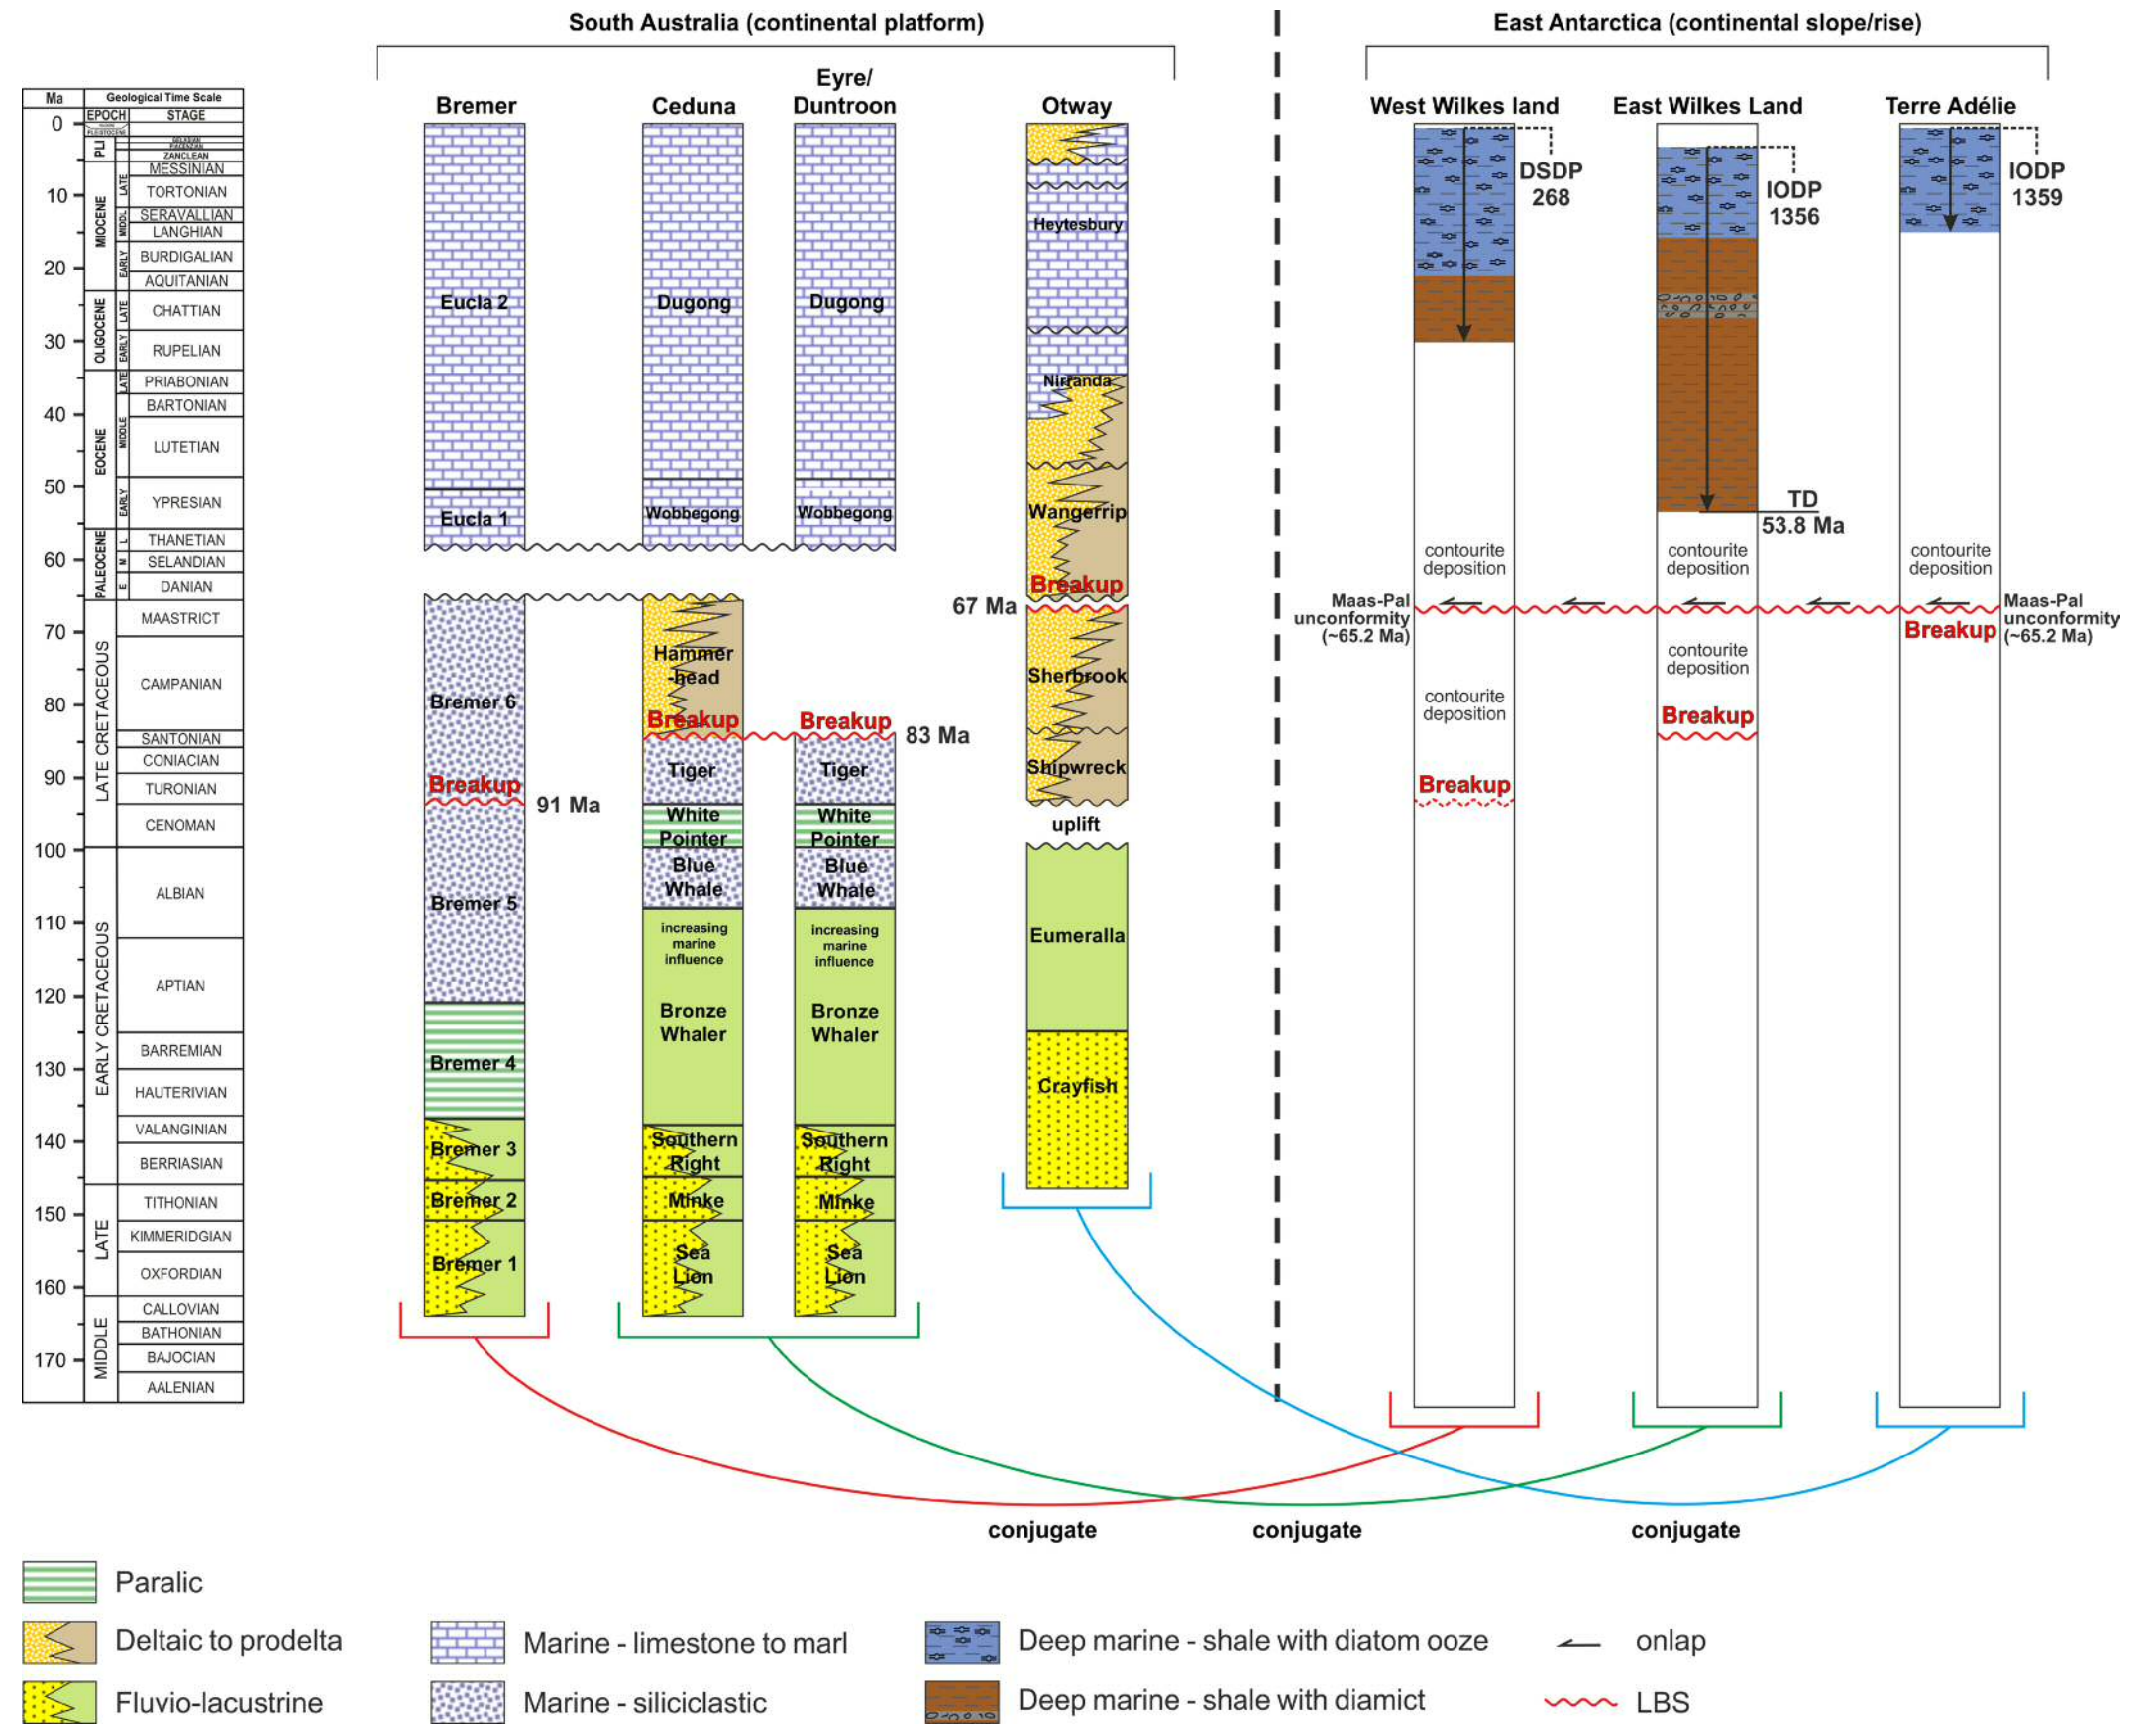 South Australia (continental platform)
East Antarctica (continental slope/rise)
Bremer
Ceduna
Eyre/
Duntroon
Otway
West Wilkes land
East Wilkes Land
Terre Adélie
Ma
Geological Time Scale
EPOCH
STAGE
0
10
20
30
40
50
60
70
80
90
100
110
120
130
140
150
160
170
PLEISTOCENE
PLI
MIOCENE
OLIGOCENE
EOCENE
PALEOCENE
LATE CRETACEOUS
EARLY CRETACEOUS
LATE
MIDDLE
LATE
MIDDL
EARLY
LATE
EARLY
LATE
MIDDLE
EARLY
L
M
E
ZANCLEAN
MESSINIAN
TORTONIAN
SERAVALLIAN
LANGHIAN
BURDIGALIAN
AQUITANIAN
CHATTIAN
RUPELIAN
PRIABONIAN
BARTONIAN
LUTETIAN
YPRESIAN
THANETIAN
SELANDIAN
DANIAN
MAASTRICT
CAMPANIAN
SANTONIAN
CONIACIAN
TURONIAN
CENOMAN
ALBIAN
APTIAN
BARREMIAN
HAUTERIVIAN
VALANGINIAN
BERRIASIAN
TITHONIAN
KIMMERIDGIAN
OXFORDIAN
CALLOVIAN
BATHONIAN
BAJOCIAN
AALENIAN
Eucla 2
Eucla 1
Bremer 6
Breakup
91 Ma
Bremer 5
Bremer 4
Bremer 3
Bremer 2
Bremer 1
Dugong
Wobbegong
Hammer
-head
Breakup
Tiger
White
Pointer
Blue
Whale
increasing
marine
influence
Bronze
Whaler
Southern
Right
Minke
Sea
Lion
Dugong
Wobbegong
Breakup
83 Ma
Tiger
White
Pointer
Blue
Whale
increasing
marine
influence
Bronze
Whaler
Southern
Right
Minke
Sea
Lion
Heytesbury
Nirranda
Wangerrip
Breakup
67 Ma
Sherbrook
Shipwreck
uplift
Eumeralla
Crayfish
DSDP
268
contourite
deposition
Maas-Pal
unconformity
(~65.2 Ma)
contourite
deposition
Breakup
IODP
1356
TD
53.8 Ma
contourite
deposition
contourite
deposition
Breakup
IODP
1359
contourite
deposition
Maas-Pal
unconformity
(~65.2 Ma)
Breakup
conjugate
conjugate
conjugate
Paralic
Deltaic to prodelta
Fluvio-lacustrine
Marine - limestone to marl
Marine - siliciclastic
Deep marine - shale with diatom ooze
Deep marine - shale with diamict
onlap
LBS